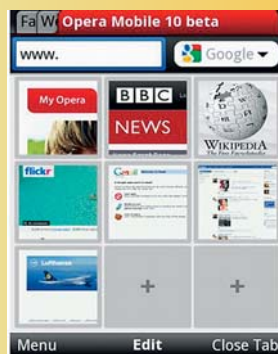 Fa W Opera Mobile 10 beta
www.
Google
My Opera
BBC
NEWS
WIKIPEDIA
The Free Encyclopedia
flickr
Gmail
Lufthansa
Menu Edit Close Tab